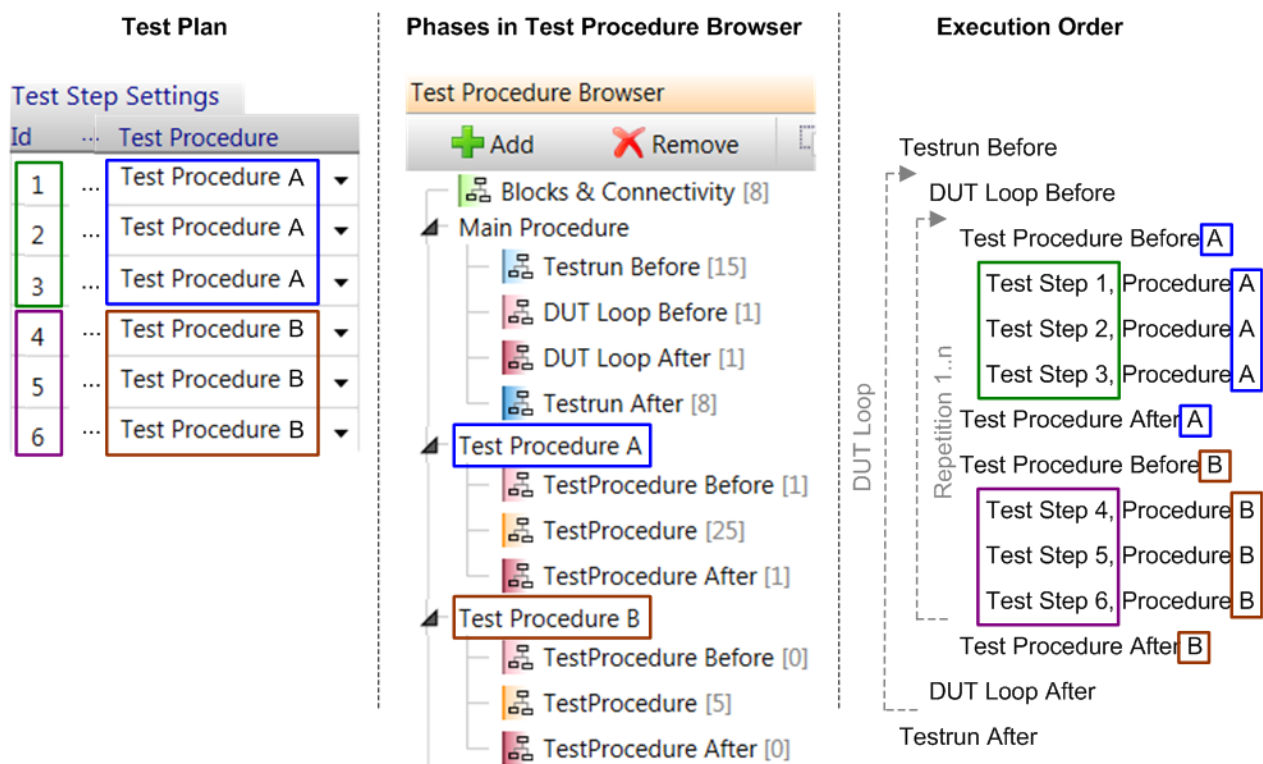 Test Plan
Test Step Settings
Id ... Test Procedure
1 ... Test Procedure A
2 ... Test Procedure A
3 ... Test Procedure A
4 ... Test Procedure B
5 ... Test Procedure B
6 ... Test Procedure B
Phases in Test Procedure Browser
Test Procedure Browser
Add Remove
Blocks & Connectivity [8]
Main Procedure
Testrun Before [15]
DUT Loop Before [1]
DUT Loop After [1]
Testrun After [8]
Test Procedure A
TestProcedure Before [1]
TestProcedure [25]
TestProcedure After [1]
Test Procedure B
TestProcedure Before [0]
TestProcedure [5]
TestProcedure After [0]
Execution Order
Testrun Before
DUT Loop Before
Test Procedure Before A
Test Step 1, Procedure A
Test Step 2, Procedure A
Test Step 3, Procedure A
Test Procedure After A
Test Procedure Before B
Test Step 4, Procedure B
Test Step 5, Procedure B
Test Step 6, Procedure B
Test Procedure After B
DUT Loop After
Testrun After
DUT Loop
Repetition 1..n